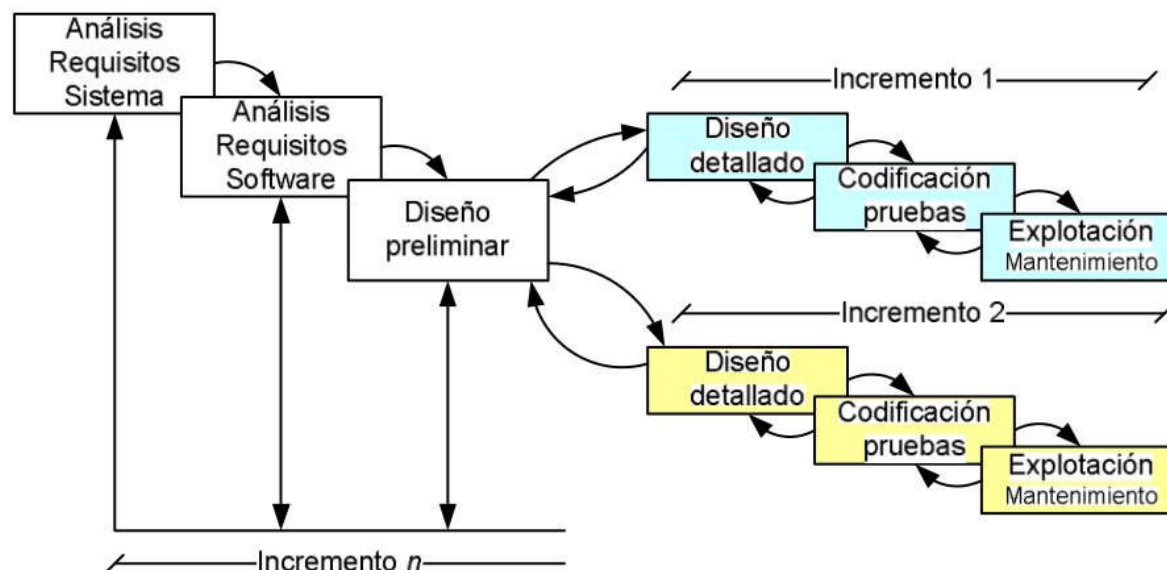 Análisis
Requisitos
Sistema
Análisis
Requisitos
Software
Diseño
preliminar
Incremento 1
Diseño
detallado
Codificación
pruebas
Explotación
Mantenimiento
Incremento 2
Diseño
detallado
Codificación
pruebas
Explotación
Mantenimiento
Incremento n